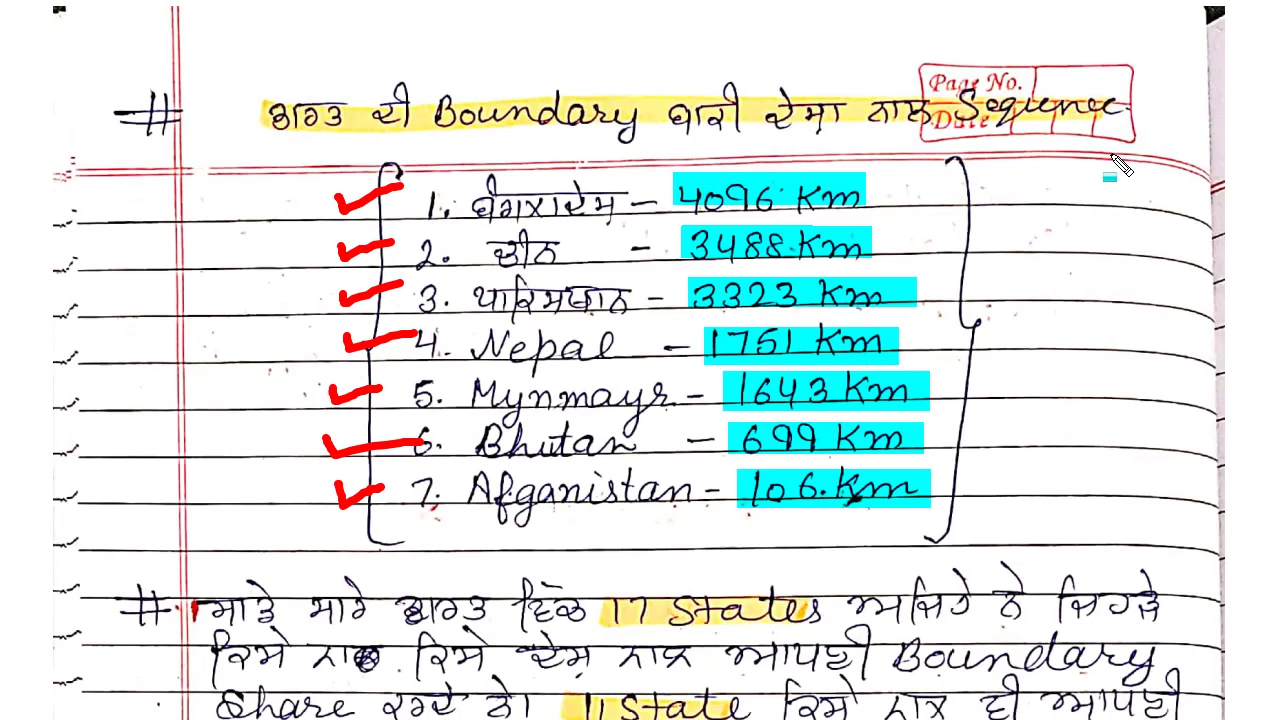 # ਭਾਰਤ ਦੀ Boundary ਬਾਕੀ ਦੇਸਾ ਨਾਲ Sequence
Page No.
Date
1. ਬੰਗਲਾਦੇਸ – 4096 Km
2. ਚੀਨ – 3488 Km
3. ਪਾਕਿਸਥਾਨ – 3323 Km
4. Nepal – 1751 Km
5. Mynmayr – 1643 Km
6. Bhutan – 699 Km
7. Afganistan – 106 Km
# ਸਾਡੇ ਸਾਰੇ ਭਾਰਤ ਵਿੱਚ 17 States ਅਜਿਹੇ ਨੇ ਜਿਹੜੇ
ਕਿਸੇ ਨਾ ਕਿਸੇ ਦੇਸ ਨਾਲ ਆਪਣੀ Boundary
Share ਕਰਦੇ ਨੇ। 11 State ਕਿਸੇ ਨਾਲ ਵੀ ਆਪਣੀ